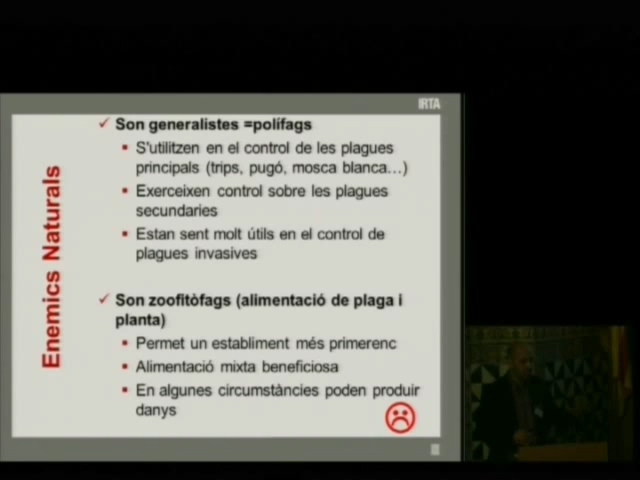 IRTA
Enemics Naturals
Son generalistes =polífags
S'utilitzen en el control de les plagues
principals (trips, pugó, mosca blanca...)
Exerceixen control sobre les plagues
secundaries
Estan sent molt útils en el control de
plagues invasives
Son zoofitòfags (alimentació de plaga i
planta)
Permet un establiment més primerenc
Alimentació mixta beneficiosa
En algunes circumstàncies poden produir
danys